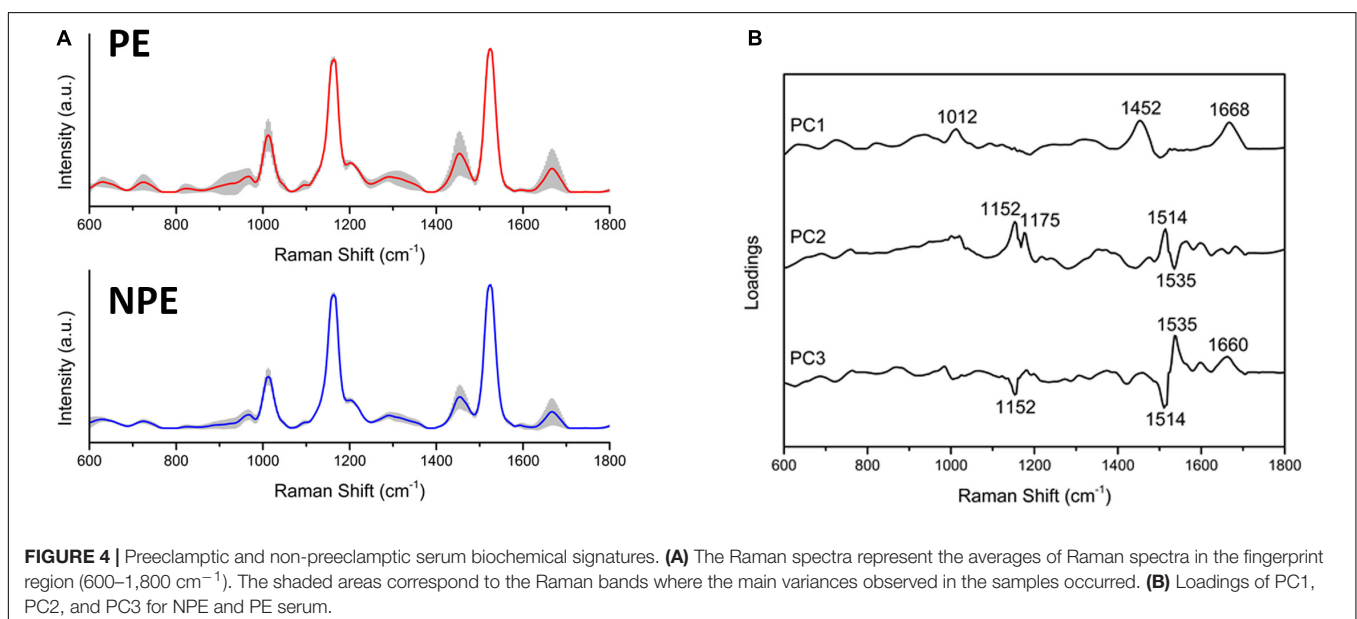 A
PE
Intensity (a.u.)
600 800 1000 1200 1400 1600 1800
Raman Shift (cm⁻¹)
NPE
Intensity (a.u.)
600 800 1000 1200 1400 1600 1800
Raman Shift (cm⁻¹)
B
Loadings
PC1
1012
1452
1668
PC2
1152
1175
1514
1535
PC3
1152
1535
1660
1514
600 800 1000 1200 1400 1600 1800
Raman Shift (cm⁻¹)
FIGURE 4 | Preeclamptic and non-preeclamptic serum biochemical signatures. (A) The Raman spectra represent the averages of Raman spectra in the fingerprint
region (600–1,800 cm⁻¹). The shaded areas correspond to the Raman bands where the main variances observed in the samples occurred. (B) Loadings of PC1,
PC2, and PC3 for NPE and PE serum.